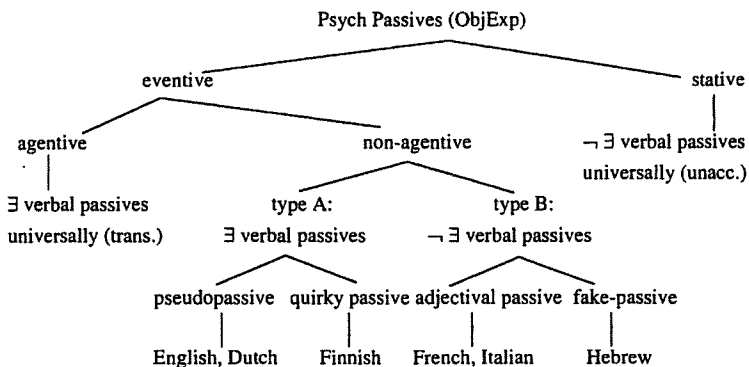 Psych Passives (ObjExp)
eventive stative
agentive non-agentive ¬ ∃ verbal passives
universally (unacc.)
∃ verbal passives type A: type B:
universally (trans.) ∃ verbal passives ¬ ∃ verbal passives
pseudopassive quirky passive adjectival passive fake-passive
English, Dutch Finnish French, Italian Hebrew